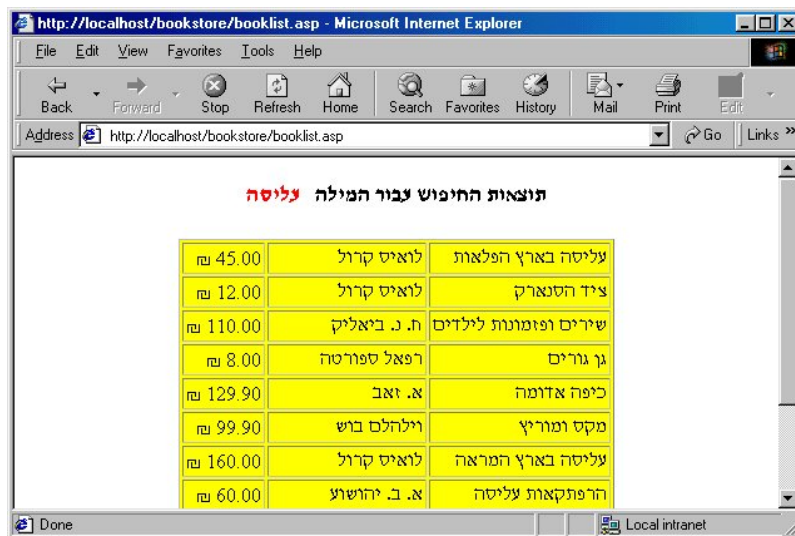 http://localhost/bookstore/booklist.asp - Microsoft Internet Explorer
File Edit View Favorites Tools Help
Back Forward Stop Refresh Home Search Favorites History Mail Print Edit
Address http://localhost/bookstore/booklist.asp Go Links »
תוצאות החיפוש עבור המילה עליסה
עליסה בארץ הפלאות לואיס קרול 45.00 ₪
ציד הסנארק לואיס קרול 12.00 ₪
שירים ופזמונות לילדים ח. נ. ביאליק 110.00 ₪
גן גורים רפאל ספורטה 8.00 ₪
כיפה אדומה א. זאב 129.90 ₪
מקס ומוריץ וילהלם בוש 99.90 ₪
עליסה בארץ המראה לואיס קרול 160.00 ₪
הרפתקאות עליסה א. ב. יהושוע 60.00 ₪
Done Local intranet